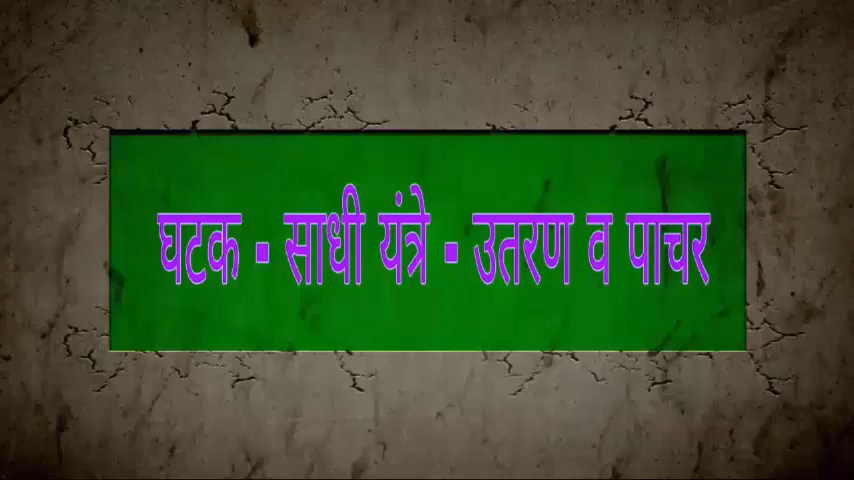 घटक - साधी यंत्रे - उतरण व पाचर